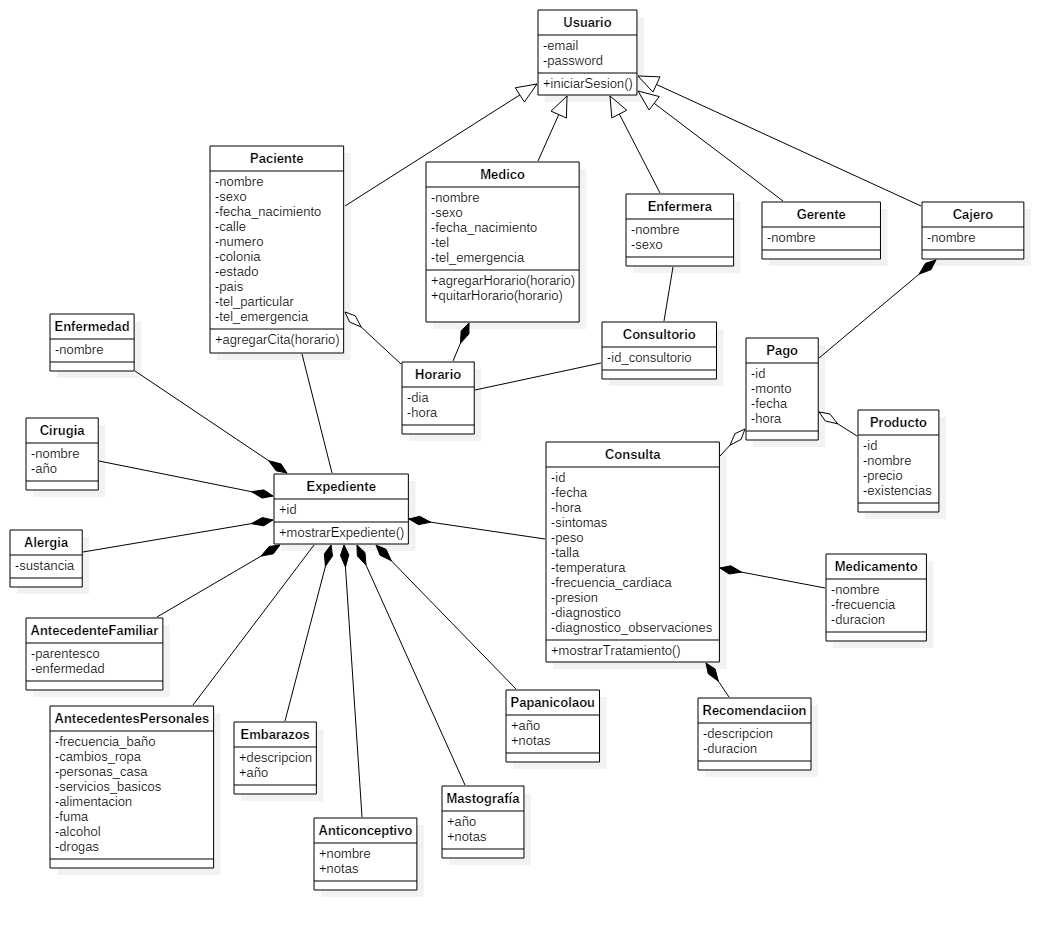 Usuario
-email
-password
+iniciarSesion()
Paciente
-nombre
-sexo
-fecha_nacimiento
-calle
-numero
-colonia
-estado
-pais
-tel_particular
-tel_emergencia
+agregarCita(horario)
Medico
-nombre
-sexo
-fecha_nacimiento
-tel
-tel_emergencia
+agregarHorario(horario)
+quitarHorario(horario)
Enfermera
-nombre
-sexo
Gerente
-nombre
Cajero
-nombre
Enfermedad
-nombre
Horario
-dia
-hora
Consultorio
-id_consultorio
Pago
-id
-monto
-fecha
-hora
Producto
-id
-nombre
-precio
-existencias
Cirugia
-nombre
-año
Expediente
+id
+mostrarExpediente()
Consulta
-id
-fecha
-hora
-sintomas
-peso
-talla
-temperatura
-frecuencia_cardiaca
-presion
-diagnostico
-diagnostico_observaciones
+mostrarTratamiento()
Alergia
-sustancia
Medicamento
-nombre
-frecuencia
-duracion
AntecedenteFamiliar
-parentesco
-enfermedad
AntecedentesPersonales
-frecuencia_baño
-cambios_ropa
-personas_casa
-servicios_basicos
-alimentacion
-fuma
-alcohol
-drogas
Embarazos
+descripcion
+año
Papanicolaou
+año
+notas
Recomendaciion
-descripcion
-duracion
Mastografía
+año
+notas
Anticonceptivo
+nombre
+notas